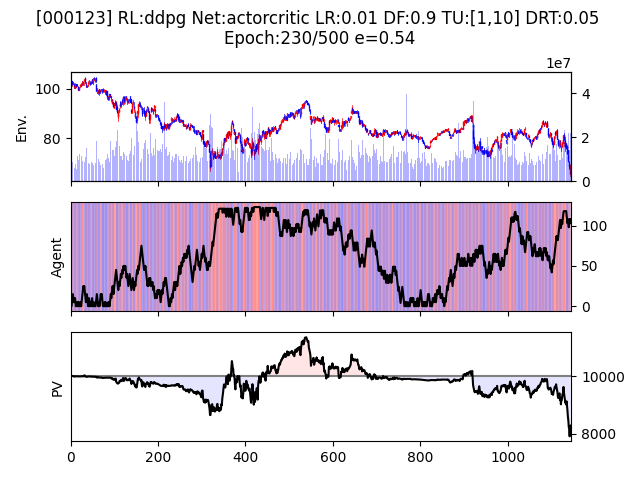 [000123] RL:ddpg Net:actorcritic LR:0.01 DF:0.9 TU:[1,10] DRT:0.05
Epoch:230/500 e=0.54
1e7
Env.
100
80
4
2
0
Agent
100
50
0
PV
10000
8000
0
200
400
600
800
1000